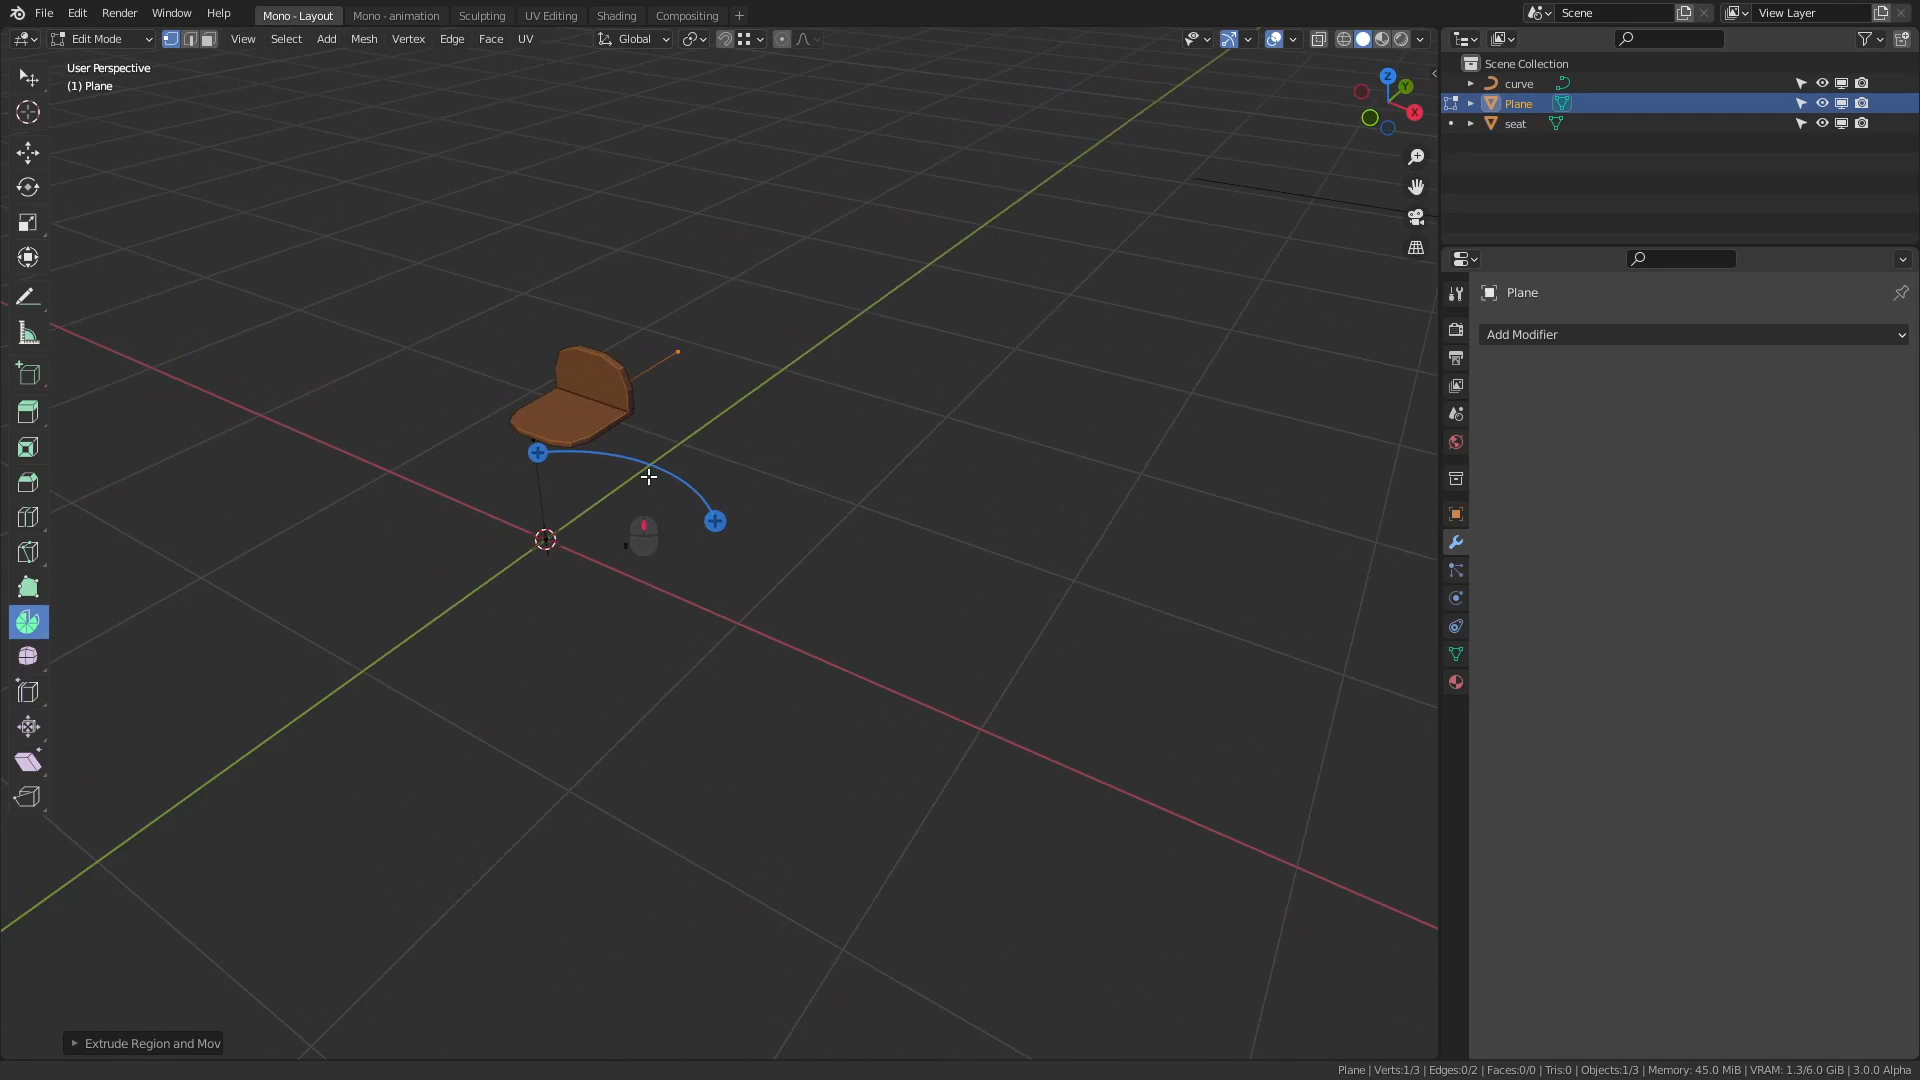 File Edit Render Window Help Mono - Layout Mono - animation Sculpting UV Editing Shading Compositing + Scene View Layer
Edit Mode View Select Add Mesh Vertex Edge Face UV Global
User Perspective
(1) Plane
Z
Y
X
Scene Collection
curve
Plane
seat
Plane
Add Modifier
Extrude Region and Mov
Plane | Verts:1/3 | Edges:0/2 | Faces:0/0 | Tris:0 | Objects:1/3 | Memory: 45.0 MiB | VRAM: 1.3/6.0 GiB | 3.0.0 Alpha